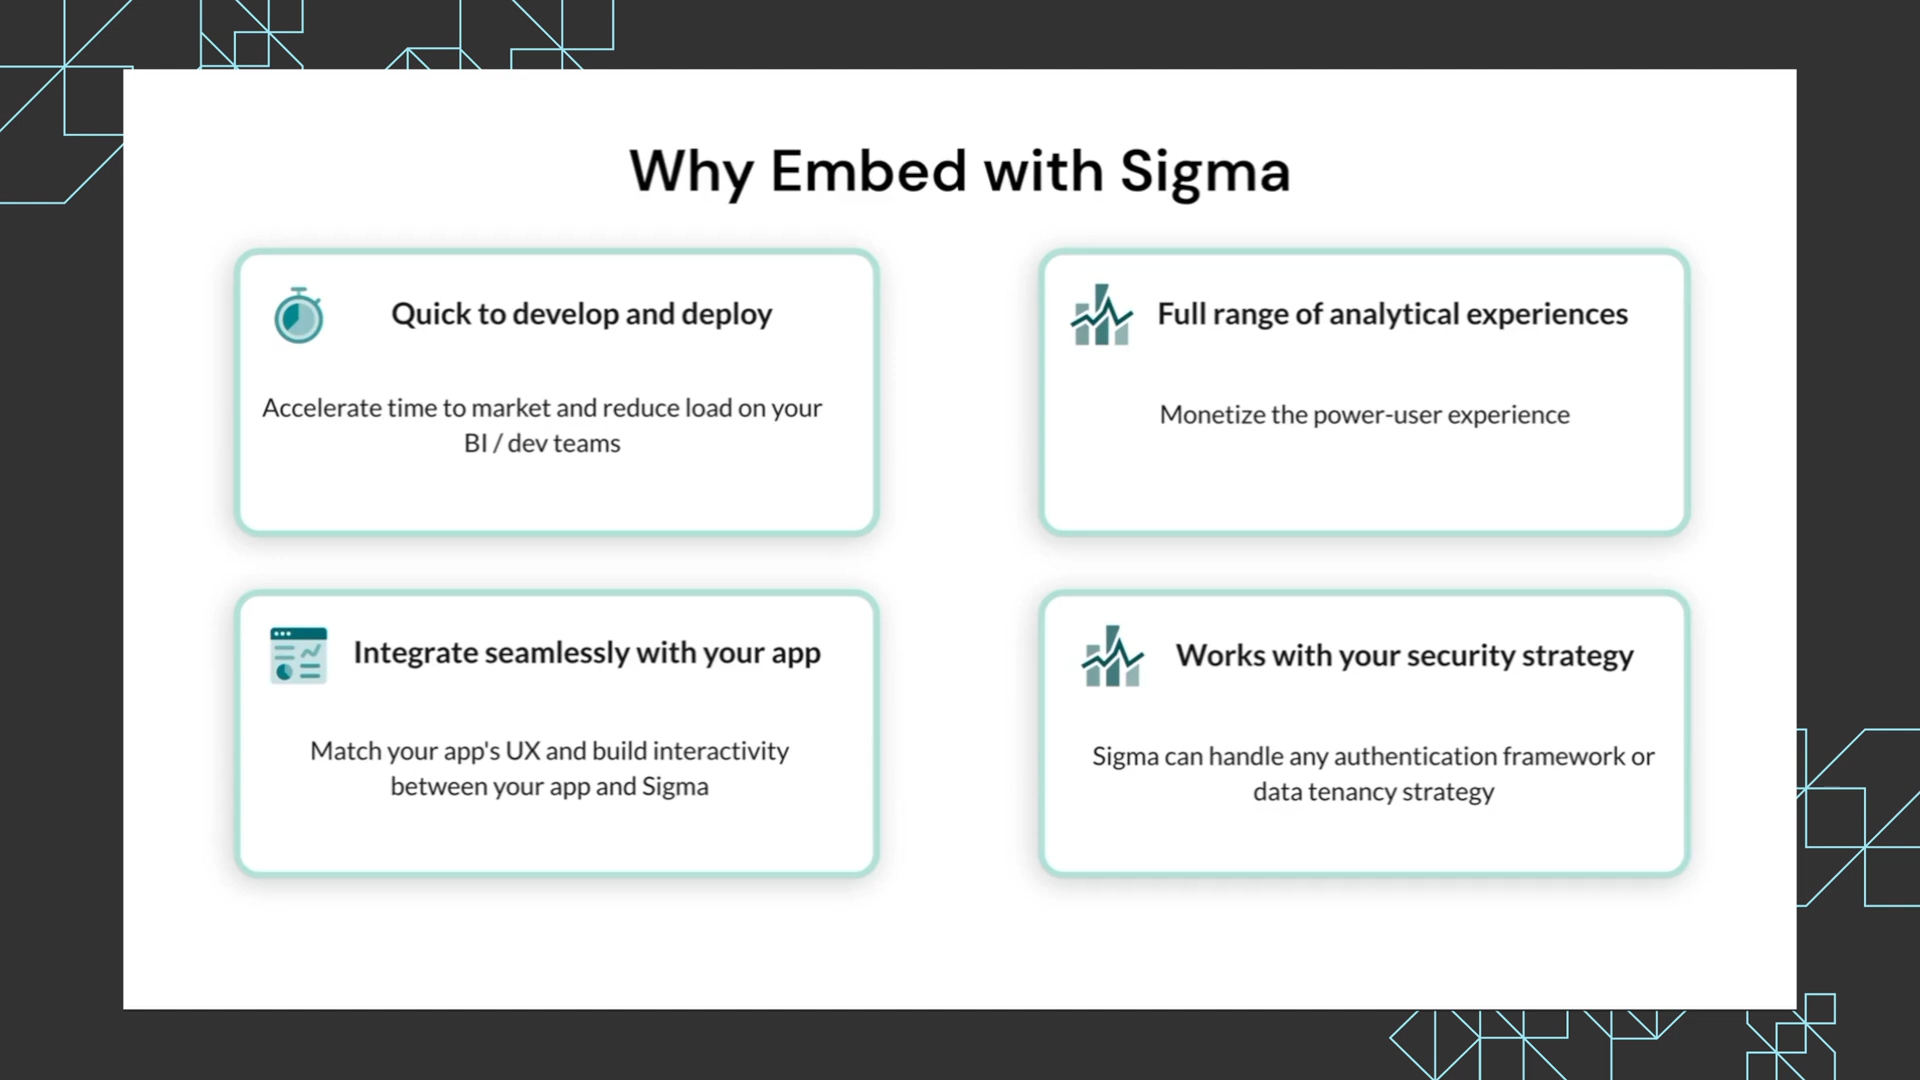 Why Embed with Sigma
Quick to develop and deploy
Accelerate time to market and reduce load on your
BI / dev teams
Full range of analytical experiences
Monetize the power-user experience
Integrate seamlessly with your app
Match your app's UX and build interactivity
between your app and Sigma
Works with your security strategy
Sigma can handle any authentication framework or
data tenancy strategy